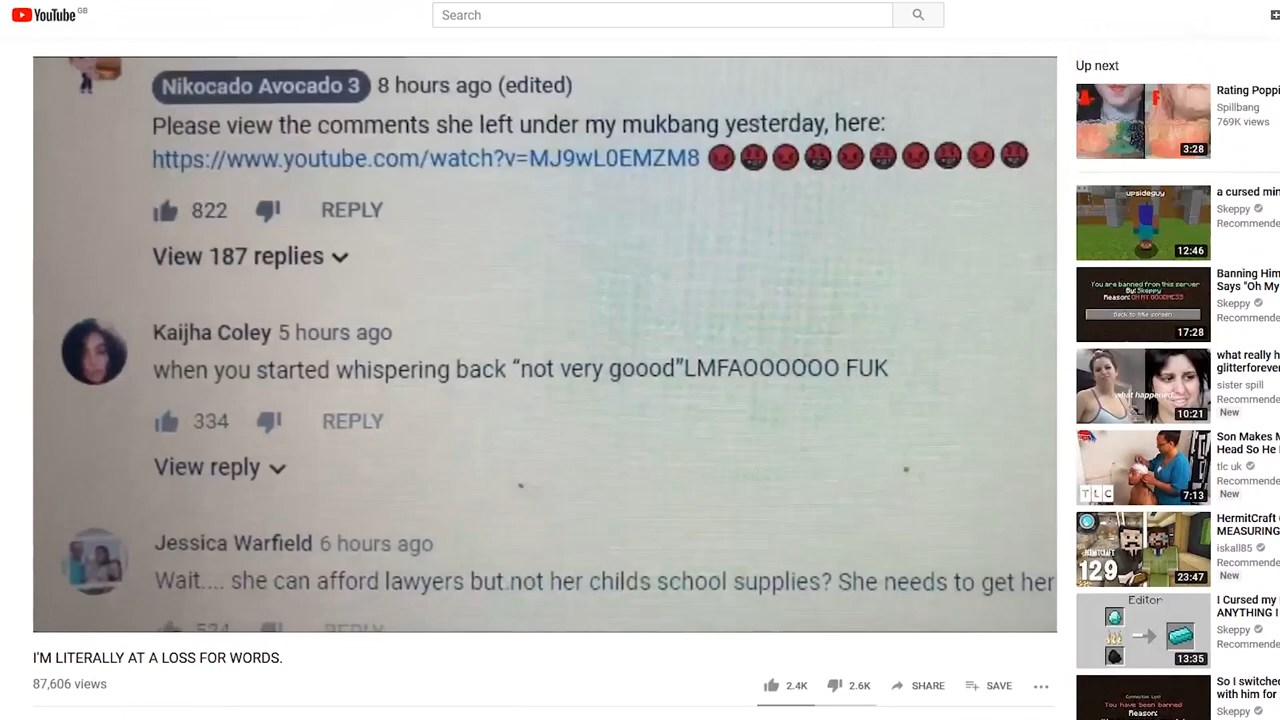 YouTube GB
Search
Nikocado Avocado 3 8 hours ago (edited)
Please view the comments she left under my mukbang yesterday, here:
https://www.youtube.com/watch?v=MJ9wL0EMZM8
822 REPLY
View 187 replies
Kaijha Coley 5 hours ago
when you started whispering back “not very goood”LMFAOOOOOO FUK
334 REPLY
View reply
Jessica Warfield 6 hours ago
Wait.... she can afford lawyers but not her childs school supplies? She needs to get her
524 REPLY
I'M LITERALLY AT A LOSS FOR WORDS.
87,606 views
2.4K 2.6K SHARE SAVE
Up next
F
3:28
Rating Poppi
Spillbang
769K views
upsideguy
12:46
a cursed min
Skeppy
Recommende
You are banned from this server
By: Skeppy
Reason: OH MY GOODNESS
Back to title screen
17:28
Banning Him
Says "Oh My
Skeppy
Recommende
what happened
10:21
what really h
glitterforever
sister spill
Recommende
New
TLC
7:13
Son Makes M
Head So He
tlc uk
Recommende
New
HERMITCRAFT
129
23:47
HermitCraft
MEASURING
iskall85
Recommende
New
Editor
13:35
I Cursed my
ANYTHING I
Skeppy
Recommende
Connection Lost
You have been banned
Reason:
So I switched
with him for
Skeppy